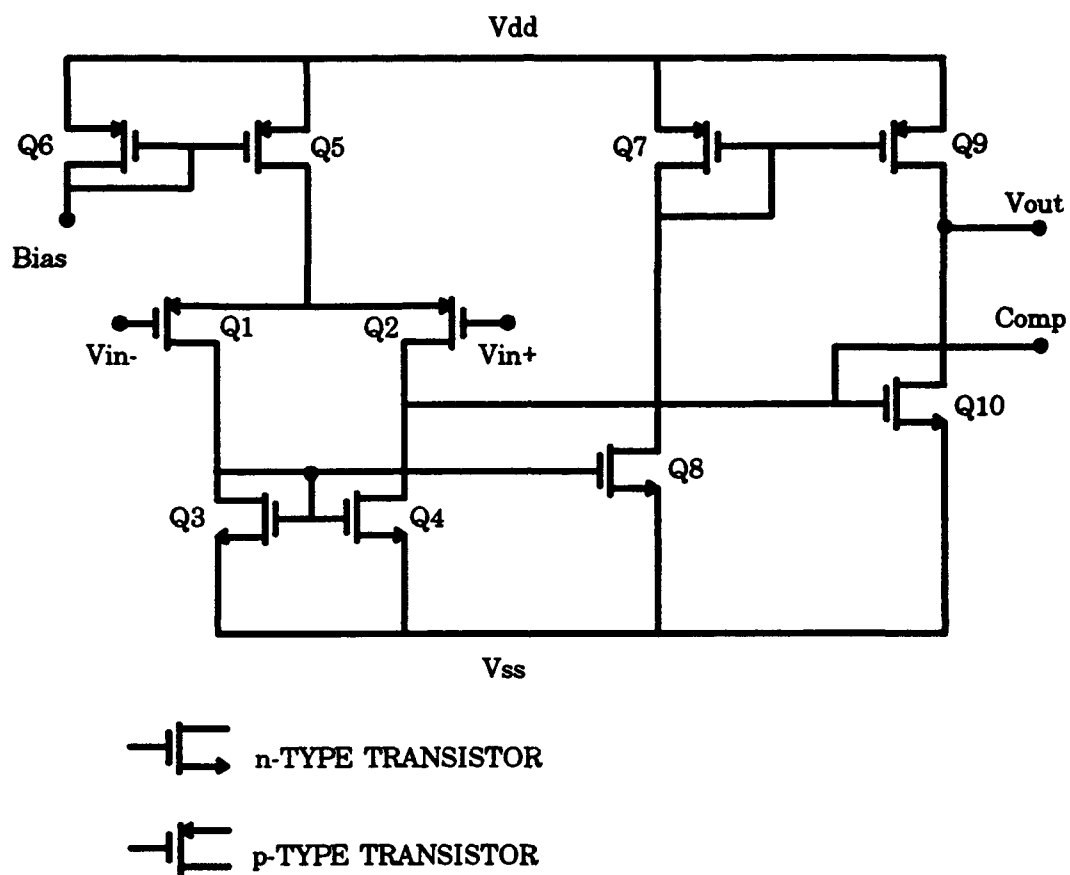 Vdd
Q6
Q5
Q7
Q9
Vout
Bias
Q1
Q2
Comp
Vin-
Vin+
Q10
Q8
Q3
Q4
Vss
n-TYPE TRANSISTOR
p-TYPE TRANSISTOR